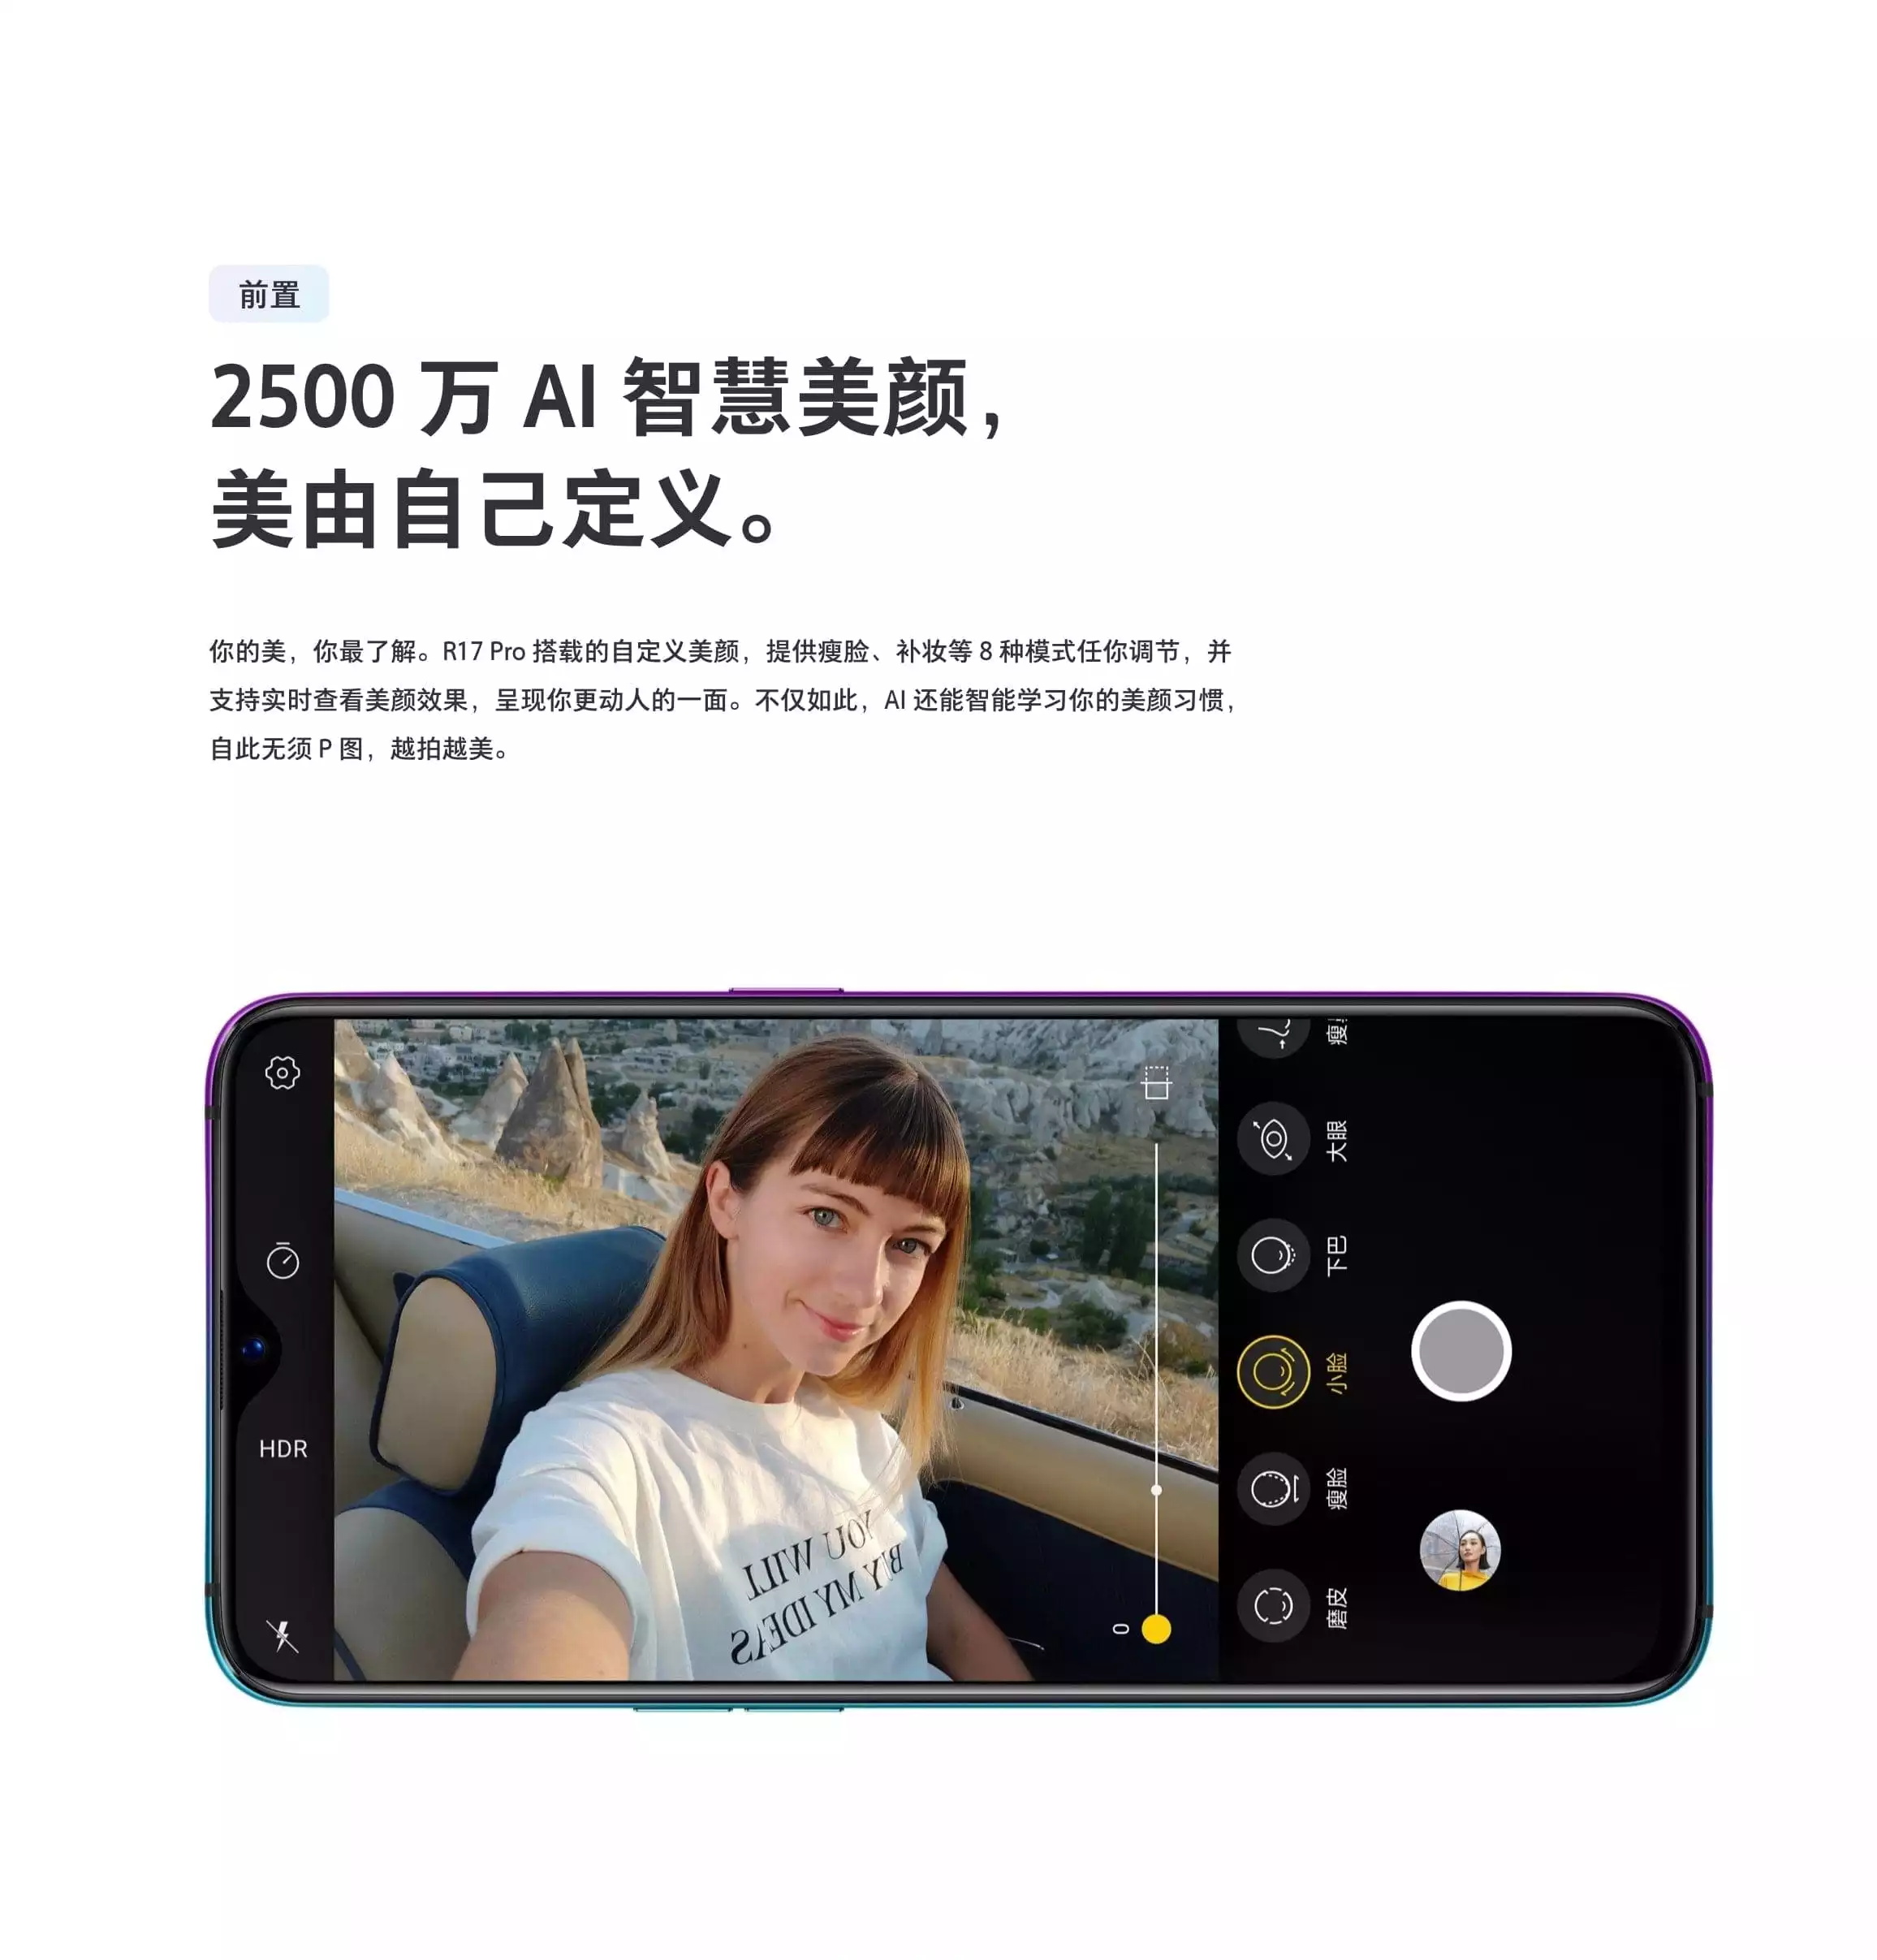 前置
2500 万 AI 智慧美颜，
美由自己定义。
你的美，你最了解。R17 Pro 搭载的自定义美颜，提供瘦脸、补妆等 8 种模式任你调节，并
支持实时查看美颜效果，呈现你更动人的一面。不仅如此，AI 还能智能学习你的美颜习惯，
自此无须 P 图，越拍越美。
HDR
YOU WILL
BUY MY IDEAS
0
瘦
大眼
下巴
小脸
瘦脸
磨皮